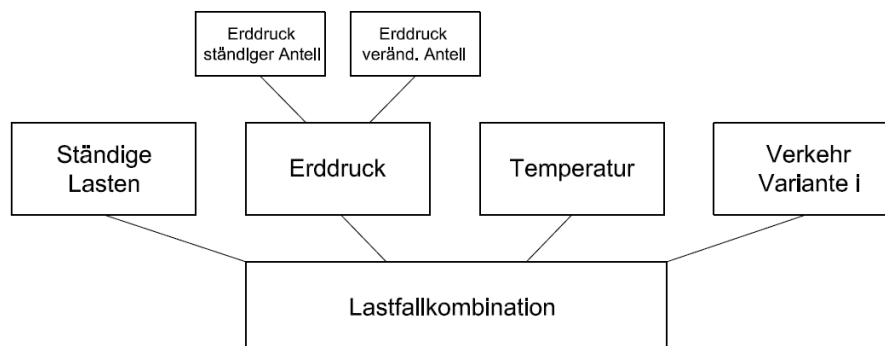 Erddruck
ständiger Anteil
Erddruck
veränd. Anteil
Ständige
Lasten
Erddruck
Temperatur
Verkehr
Variante i
Lastfallkombination